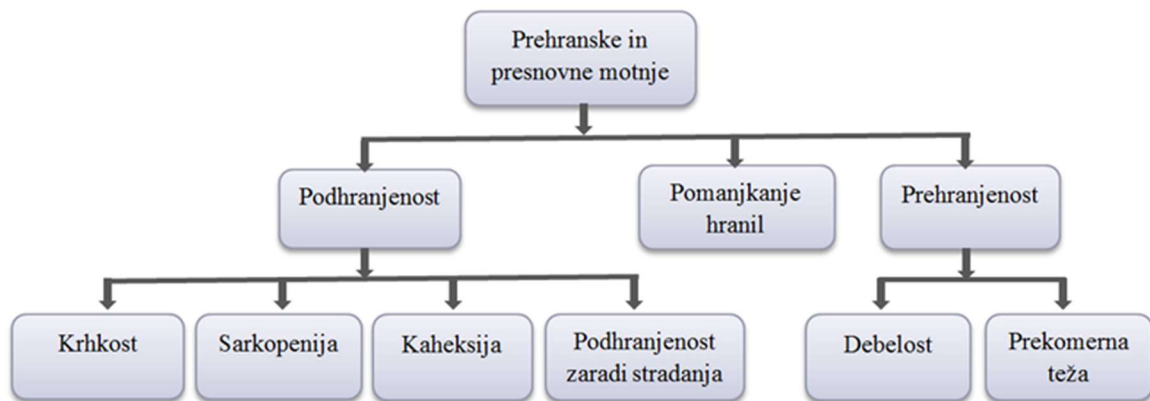 Prehranske in
presnovne motnje
Podhranjenost
Pomanjkanje
hranil
Prehranjenost
Krhkost
Sarkopenija
Kaheksija
Podhranjenost
zaradi stradanja
Debelost
Prekomerna
teža